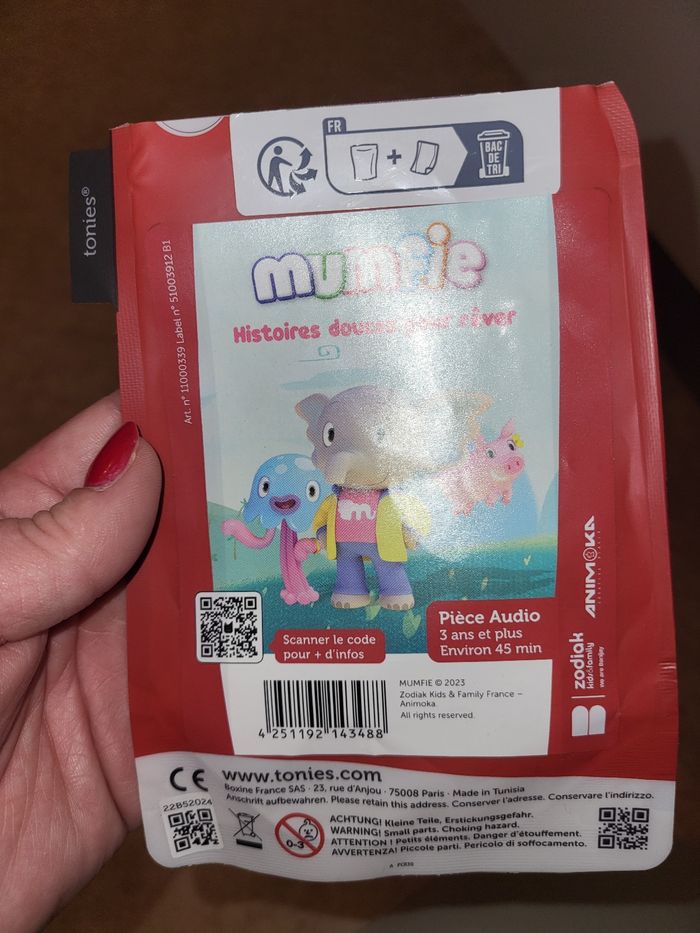 FR
+
BAC
DE
TRI
tonies®
Art. n° 11000339 Label n° 51003912 B1
mumfie
Histoires douces pour rêver
m
Pièce Audio
3 ans et plus
Environ 45 min
Scanner le code
pour + d'infos
MUMFIE © 2023
Zodiak Kids & Family France –
Animoka.
All rights reserved.
4 251192 143488
ANIMOKA
zodiak
kids&family
We are Banijay
CE www.tonies.com
Boxine France SAS · 23, rue d'Anjou · 75008 Paris · Made in Tunisia
Anschrift aufbewahren. Please retain this address. Conserver l'adresse. Conservare l'indirizzo.
22BS2024
0-3
ACHTUNG! Kleine Teile, Erstickungsgefahr.
WARNING! Small parts. Choking hazard.
ATTENTION ! Petits éléments. Danger d'étouffement.
AVVERTENZA! Piccole parti. Pericolo di soffocamento.